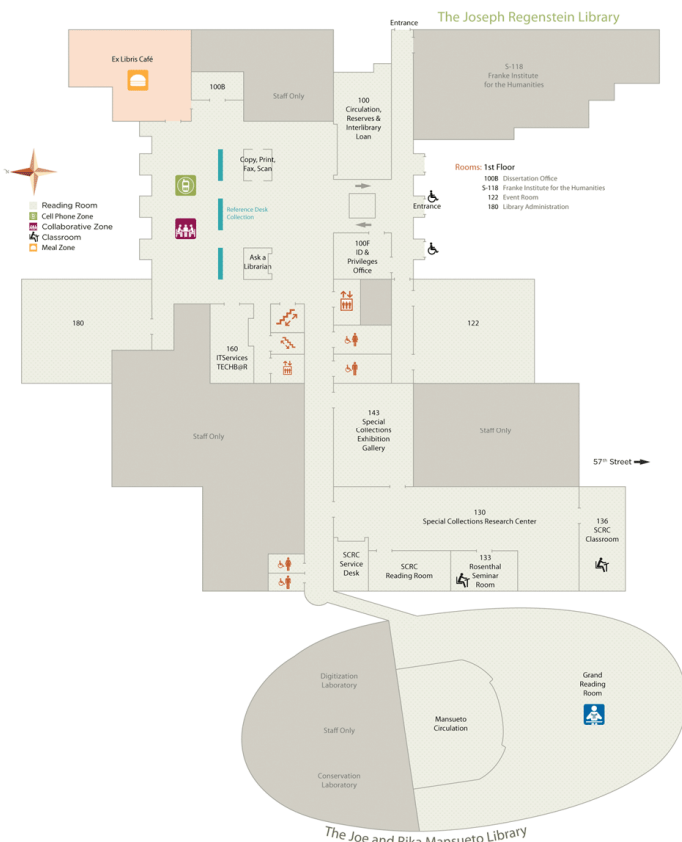 The Joseph Regenstein Library
Entrance
Ex Libris Café
100B
Staff Only
100
Circulation,
Reserves &
Interlibrary
Loan
S-118
Franke Institute
for the Humanities
Copy, Print,
Fax, Scan
Rooms: 1st Floor
100B Dissertation Office
S-118 Franke Institute for the Humanities
122 Event Room
180 Library Administration
Entrance
Reading Room
Cell Phone Zone
Collaborative Zone
Classroom
Meal Zone
Reference Desk
Collection
100F
ID &
Privileges
Office
Ask a
Librarian
180
122
160
ITServices
TECHB@R
143
Special
Collections
Exhibition
Gallery
Staff Only
Staff Only
57th Street
130
Special Collections Research Center
136
SCRC
Classroom
SCRC
Service
Desk
SCRC
Reading Room
133
Rosenthal
Seminar
Room
Digitization
Laboratory
Grand
Reading
Room
Mansueto
Circulation
Staff Only
Conservation
Laboratory
The Joe and Rika Mansueto Library